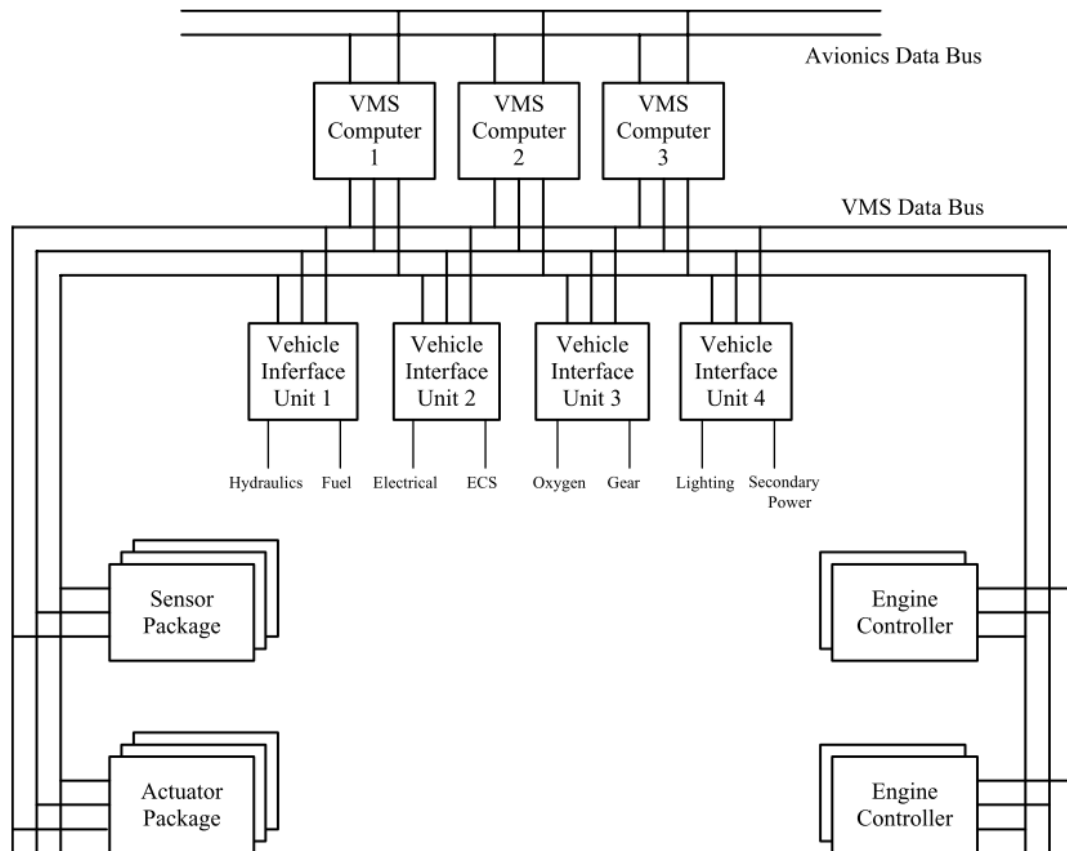 Avionics Data Bus
VMS
Computer
1
VMS
Computer
2
VMS
Computer
3
VMS Data Bus
Vehicle
Inferface
Unit 1
Vehicle
Interface
Unit 2
Vehicle
Interface
Unit 3
Vehicle
Interface
Unit 4
Hydraulics
Fuel
Electrical
ECS
Oxygen
Gear
Lighting
Secondary
Power
Sensor
Package
Engine
Controller
Actuator
Package
Engine
Controller